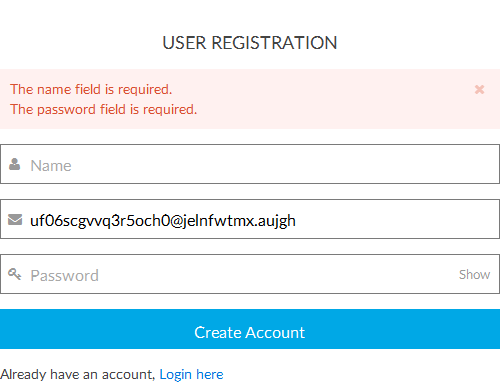 USER REGISTRATION
The name field is required.
The password field is required.
Name
uf06scgvvq3r5och0@jelnfwtmx.aujgh
Password Show
Create Account
Already have an account, Login here